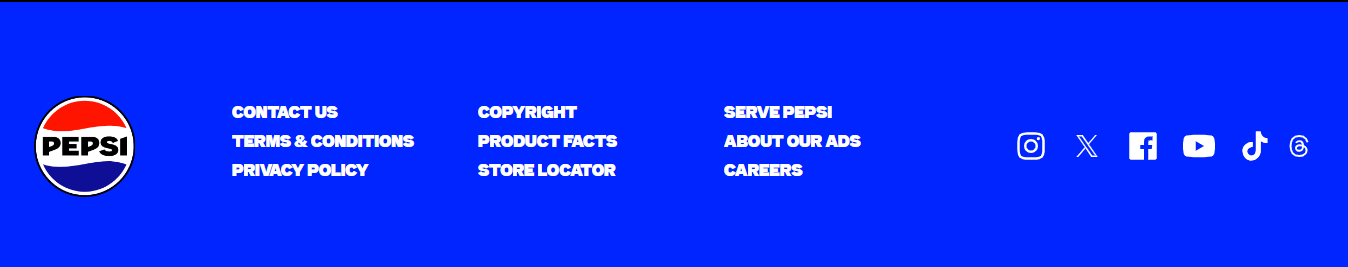 PEPSI
CONTACT US
TERMS & CONDITIONS
PRIVACY POLICY
COPYRIGHT
PRODUCT FACTS
STORE LOCATOR
SERVE PEPSI
ABOUT OUR ADS
CAREERS